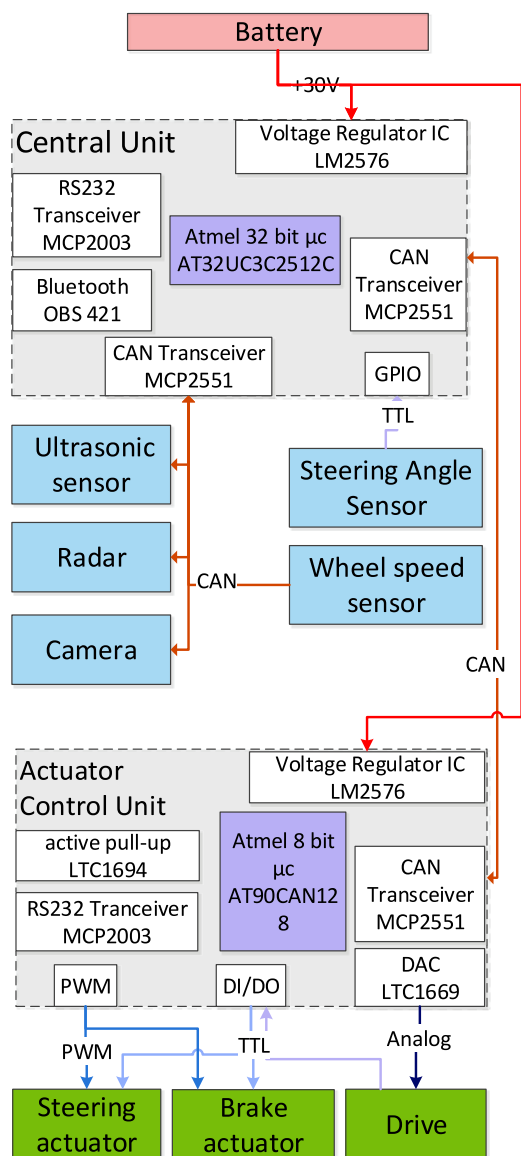 Battery
+30V
Voltage Regulator IC
LM2576
Central Unit
RS232
Transceiver
MCP2003
Atmel 32 bit µc
AT32UC3C2512C
CAN
Transceiver
MCP2551
Bluetooth
OBS 421
CAN Transceiver
MCP2551
GPIO
TTL
Ultrasonic
sensor
Steering Angle
Sensor
Radar
Wheel speed
sensor
CAN
Camera
CAN
Voltage Regulator IC
LM2576
Actuator
Control Unit
active pull-up
LTC1694
Atmel 8 bit
µc
AT90CAN12
8
CAN
Transceiver
MCP2551
RS232 Tranceiver
MCP2003
DAC
LTC1669
PWM
DI/DO
PWM
TTL
Analog
Steering
actuator
Brake
actuator
Drive